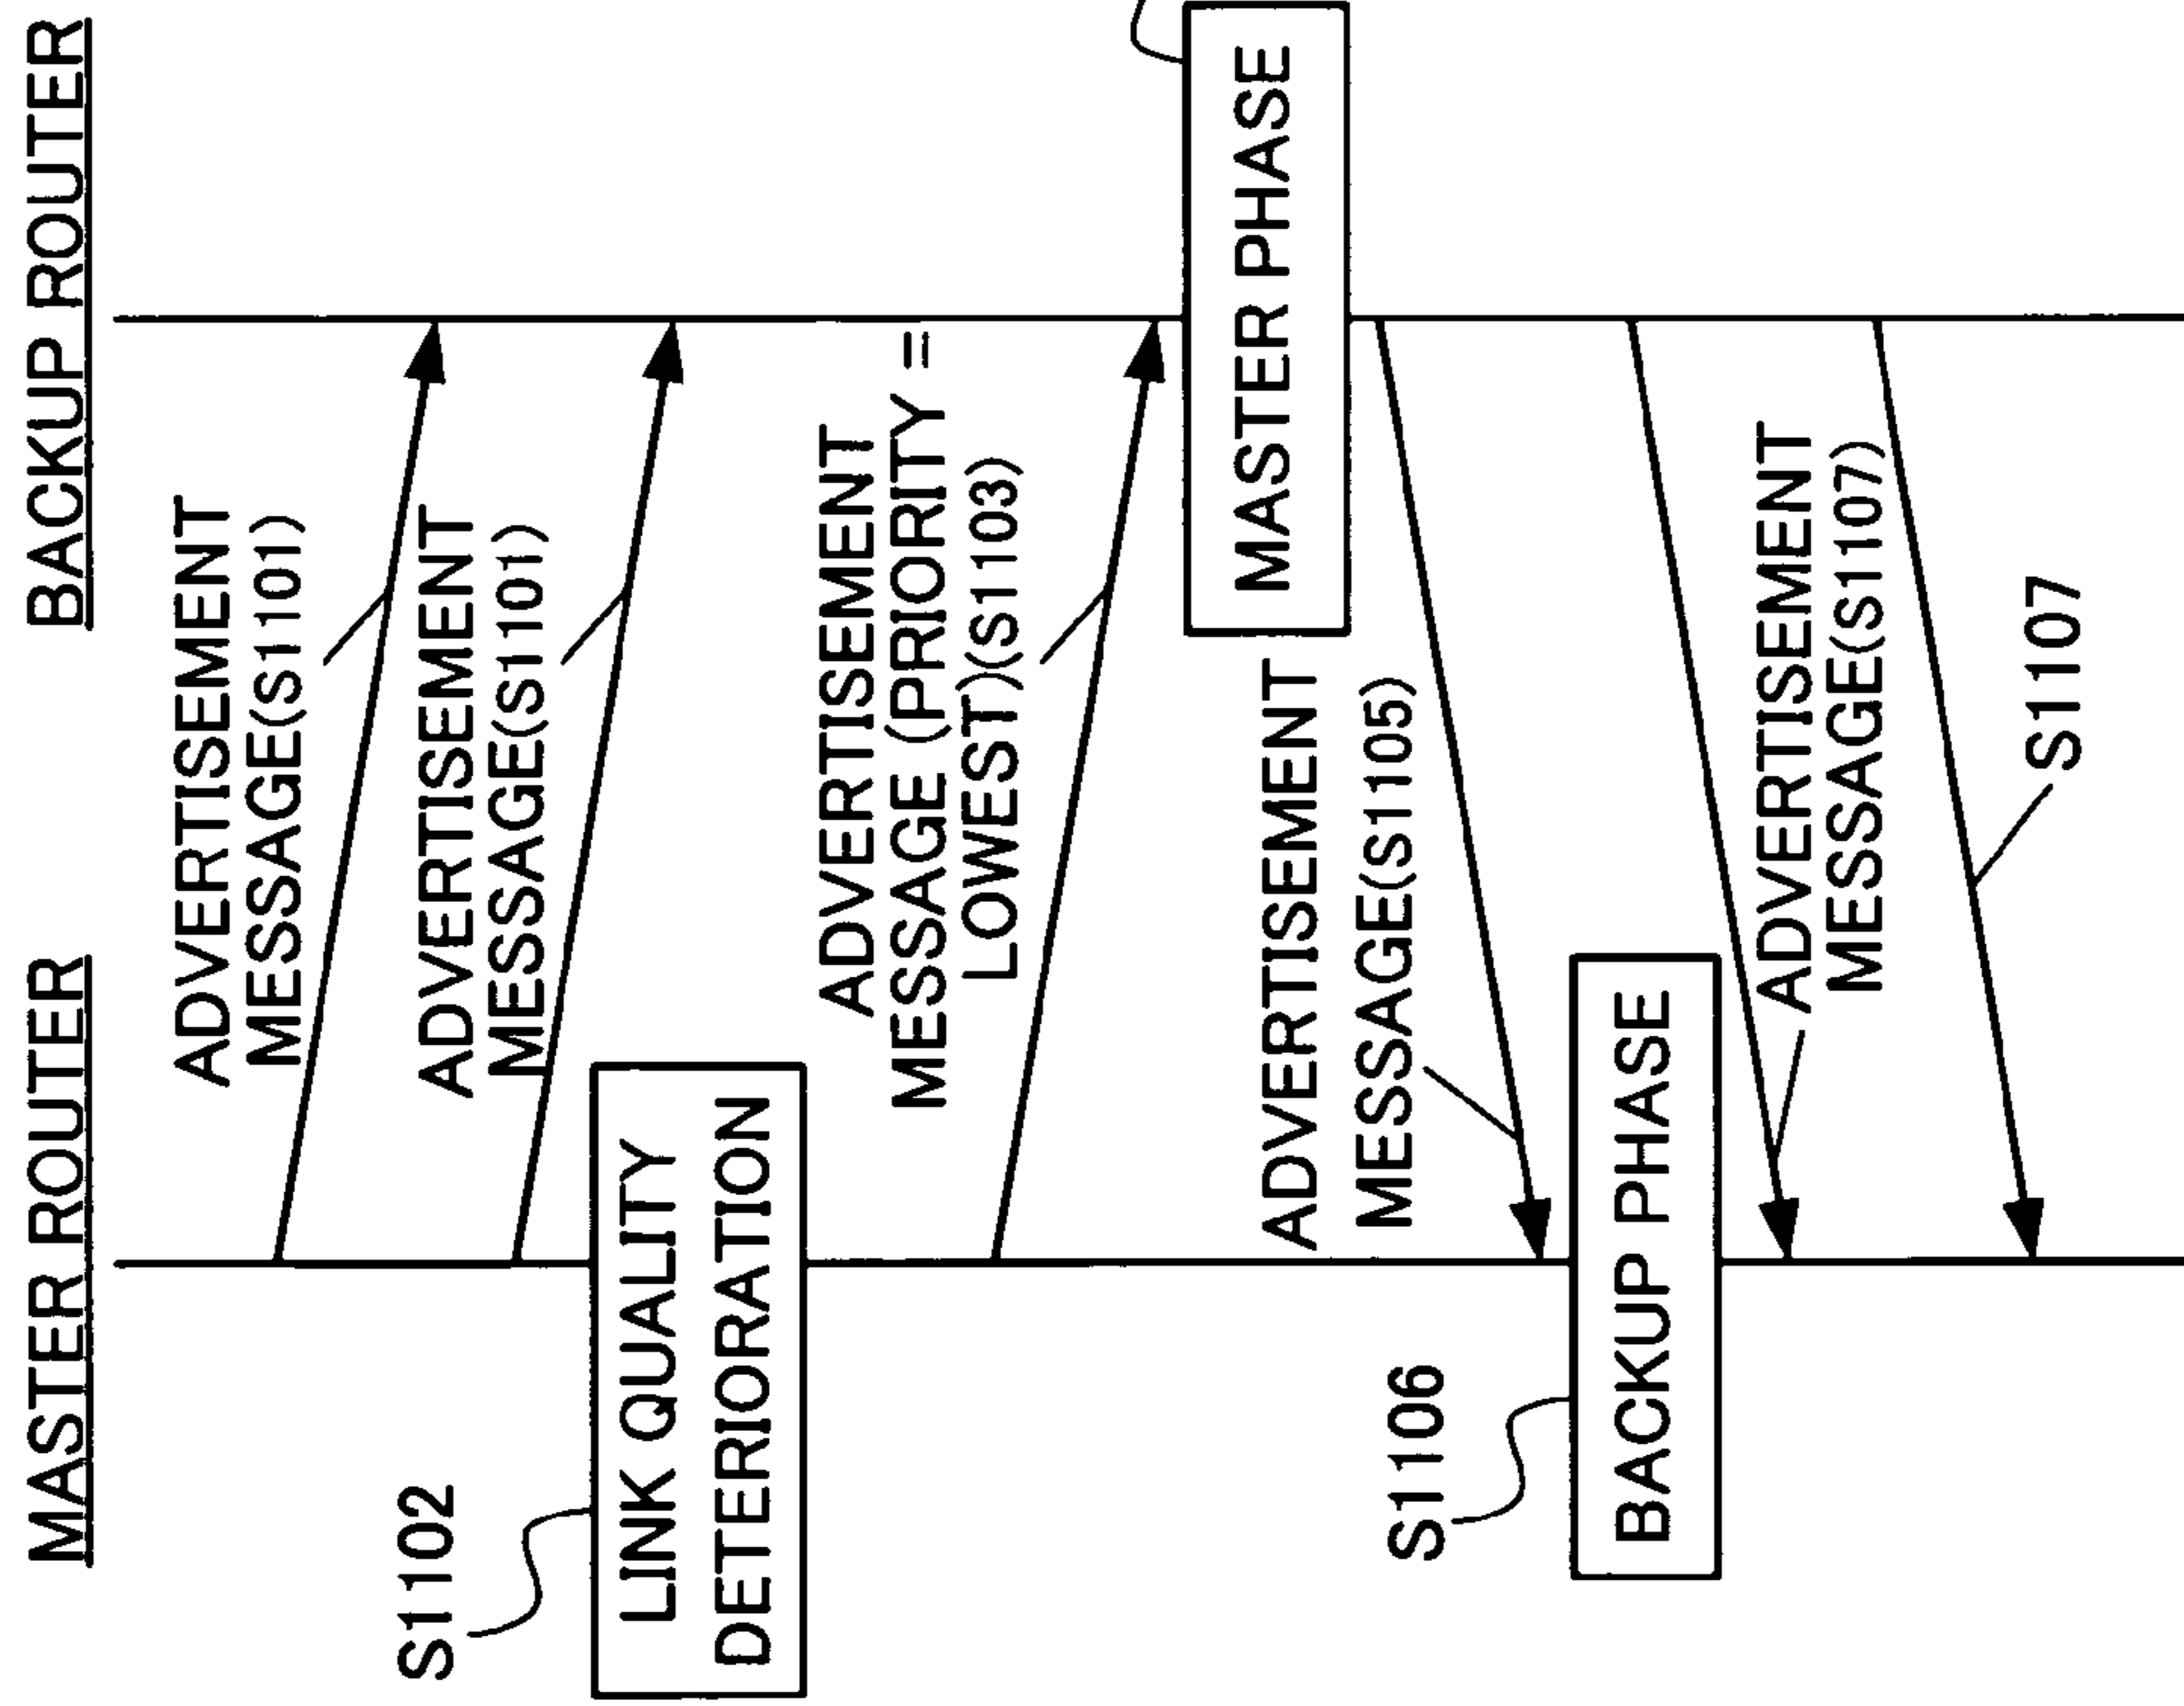 MASTER ROUTER
BACKUP ROUTER
ADVERTISEMENT
MESSAGE(S1101)
S1102
ADVERTISEMENT
MESSAGE(S1101)
LINK QUALITY
DETERIORATION
ADVERTISEMENT
MESSAGE (PRIORITY =
LOWEST)(S1103)
MASTER PHASE
ADVERTISEMENT
MESSAGE(S1105)
S1106
BACKUP PHASE
ADVERTISEMENT
MESSAGE(S1107)
S1107